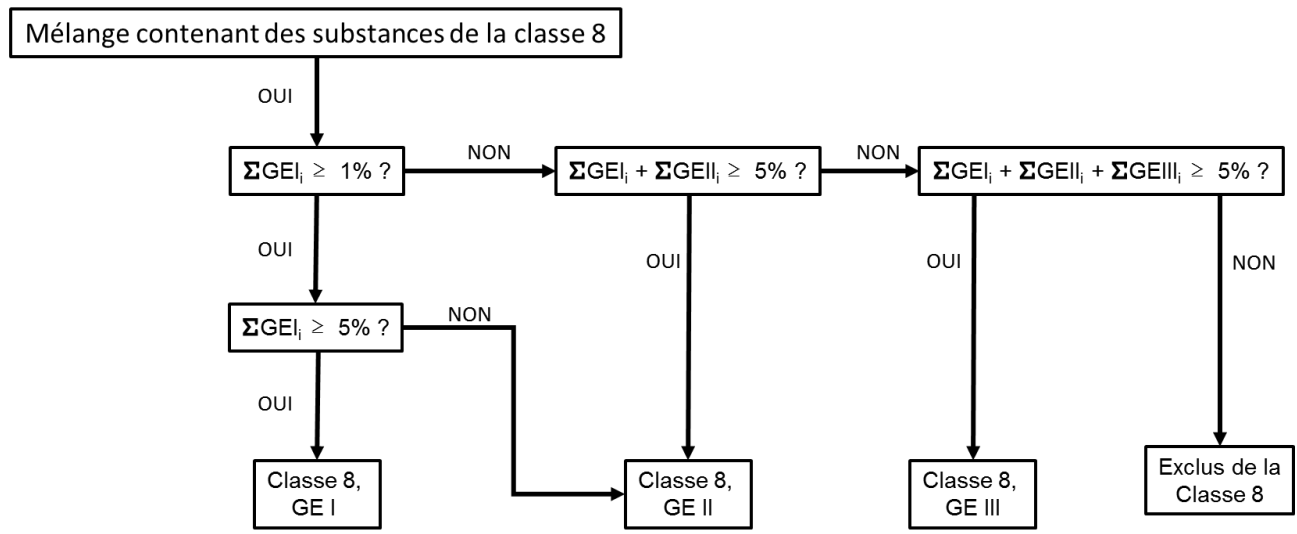 Mélange contenant des substances de la classe 8
OUI
ΣGEIᵢ ≥ 1% ?
NON
ΣGEIᵢ + ΣGEIIᵢ ≥ 5% ?
NON
ΣGEIᵢ + ΣGEIIᵢ + ΣGEIIIᵢ ≥ 5% ?
OUI
OUI
OUI
NON
ΣGEIᵢ ≥ 5% ?
NON
OUI
Classe 8,
GE I
Classe 8,
GE II
Classe 8,
GE III
Exclus de la
Classe 8